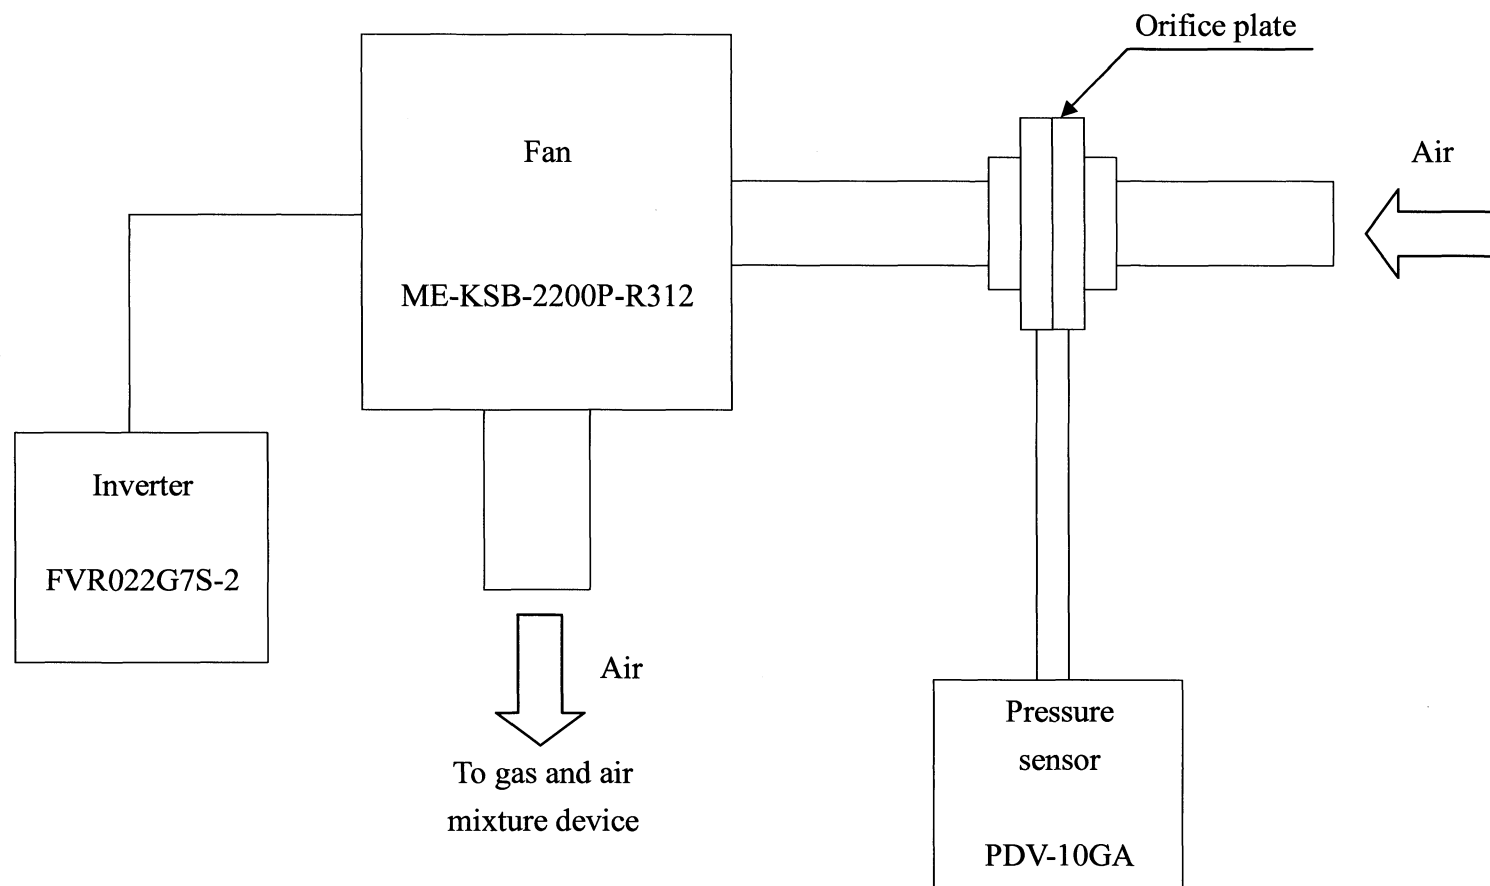 Orifice plate
Fan
Air
ME-KSB-2200P-R312
Inverter
FVR022G7S-2
Air
To gas and air
mixture device
Pressure
sensor
PDV-10GA